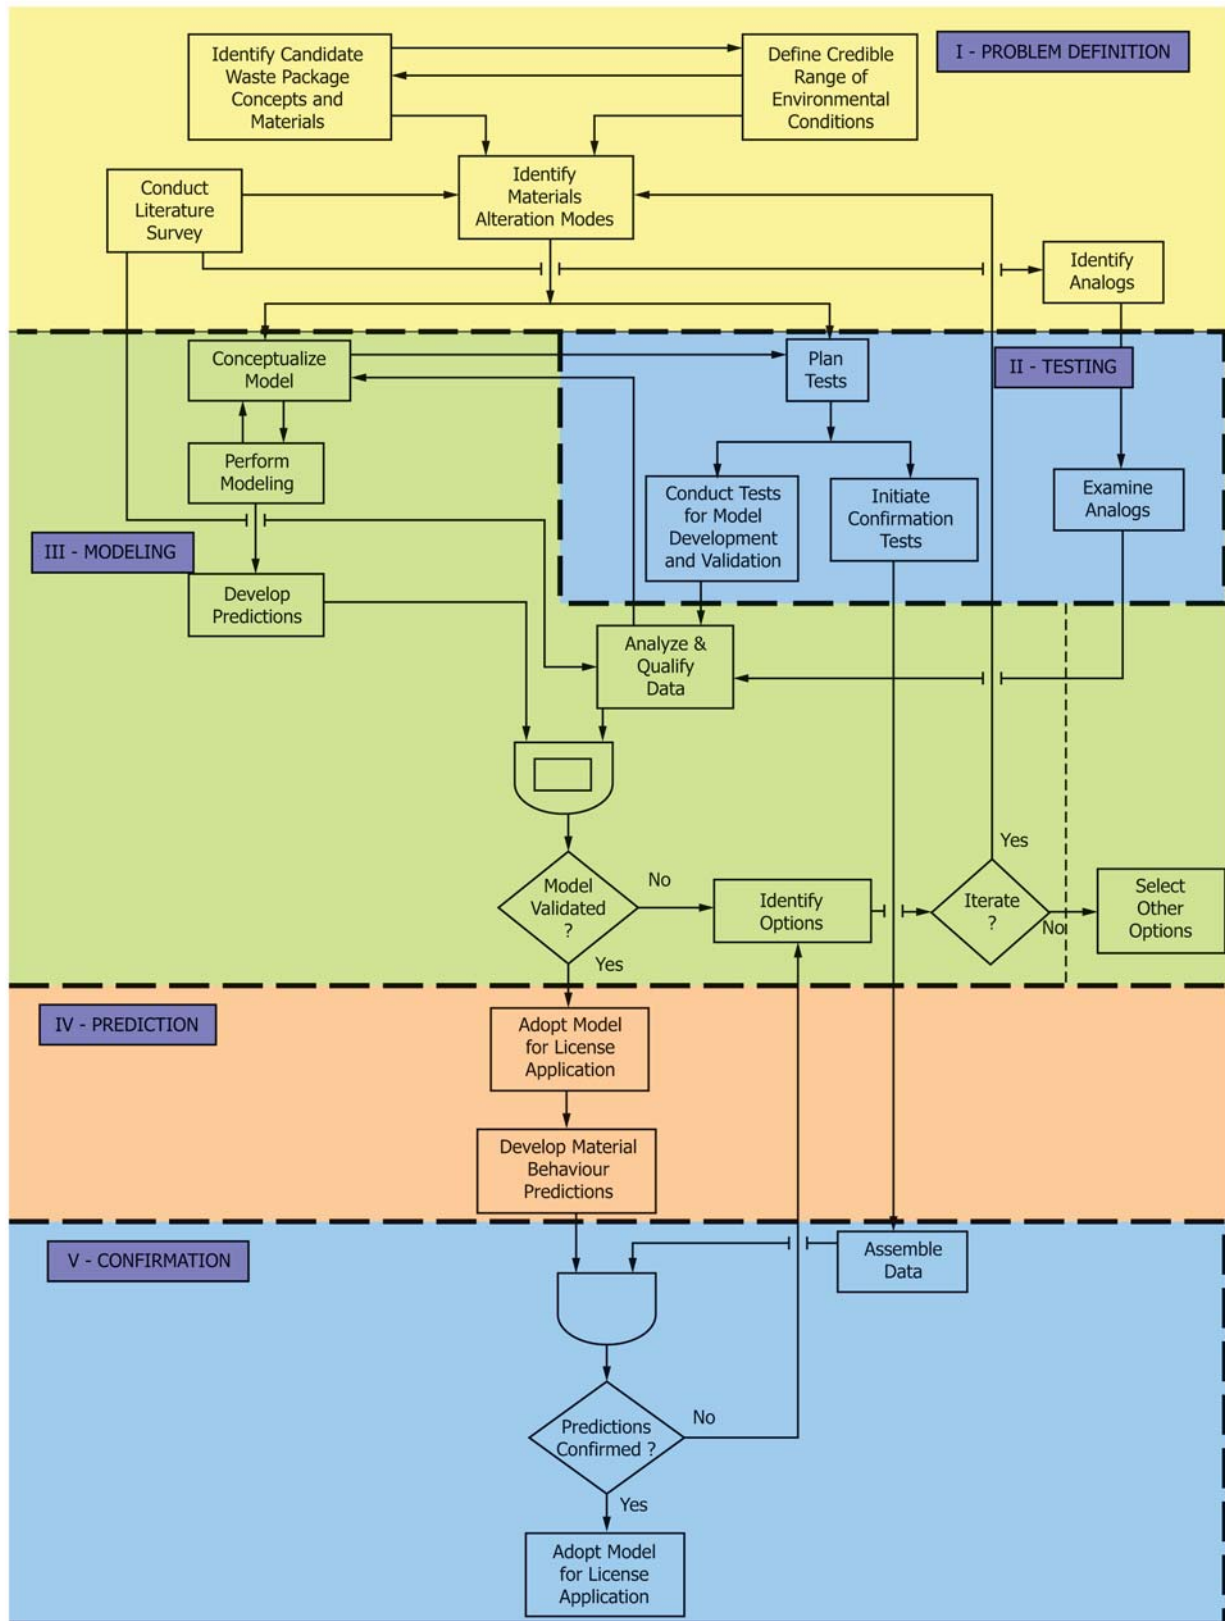 Identify Candidate
Waste Package
Concepts and
Materials
Define Credible
Range of
Environmental
Conditions
I - PROBLEM DEFINITION
Conduct
Literature
Survey
Identify
Materials
Alteration Modes
Identify
Analogs
Conceptualize
Model
Plan
Tests
II - TESTING
Perform
Modeling
Conduct Tests
for Model
Development
and Validation
Initiate
Confirmation
Tests
Examine
Analogs
III - MODELING
Develop
Predictions
Analyze &
Qualify
Data
Model
Validated
?
No
Yes
Identify
Options
Iterate
?
Yes
No
Select
Other
Options
IV - PREDICTION
Adopt Model
for License
Application
Develop Material
Behaviour
Predictions
V - CONFIRMATION
Assemble
Data
Predictions
Confirmed ?
No
Yes
Adopt Model
for License
Application